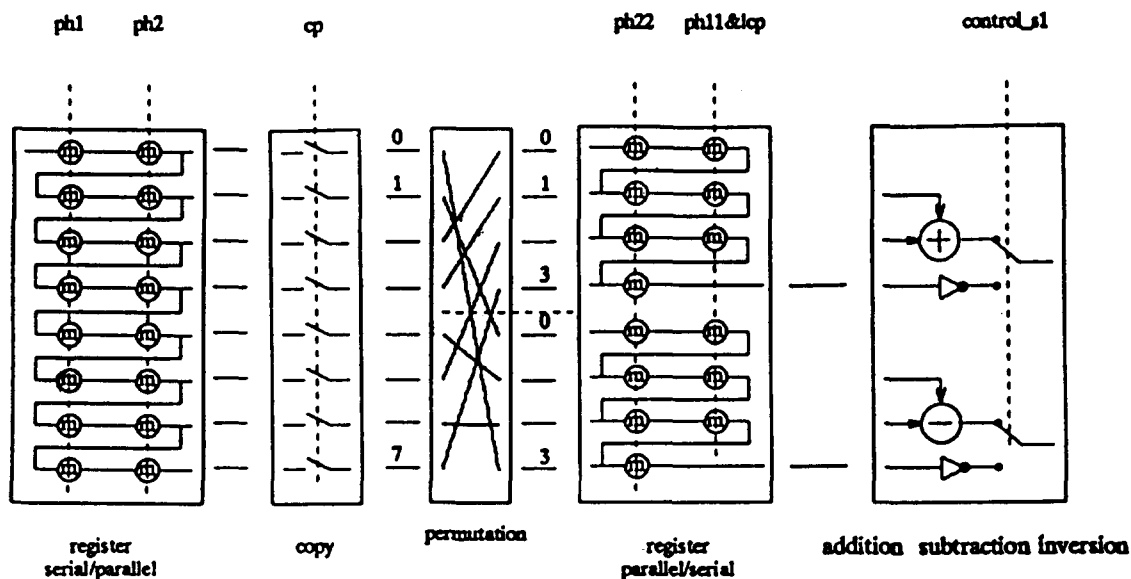 ph1 ph2 cp ph22 ph11&lcp control_s1
m m 0 0 m m
m m 1 1 m m
m m m m
m m 3 m
m m 0 m m
m m m m
m m m m
m m 7 3 m
register
serial/parallel
copy
permutation
register
parallel/serial
addition subtraction inversion